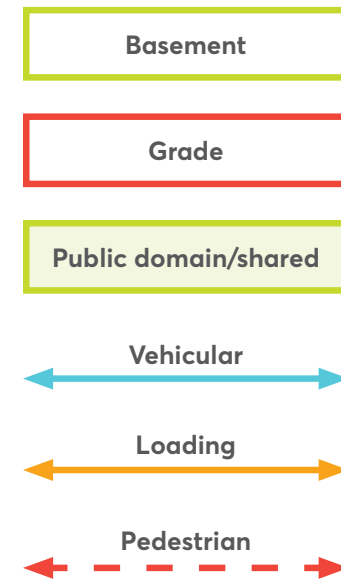 Basement
Grade
Public domain/shared
Vehicular
Loading
Pedestrian